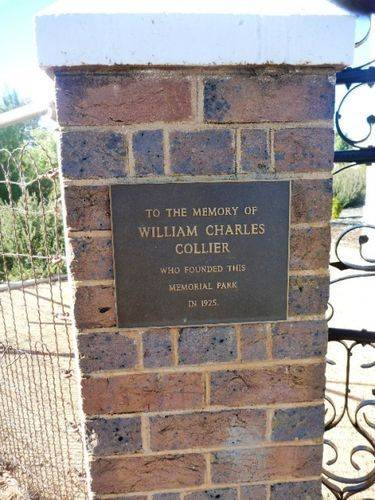 TO THE MEMORY OF
WILLIAM CHARLES
COLLIER
WHO FOUNDED THIS
MEMORIAL PARK
IN 1925.